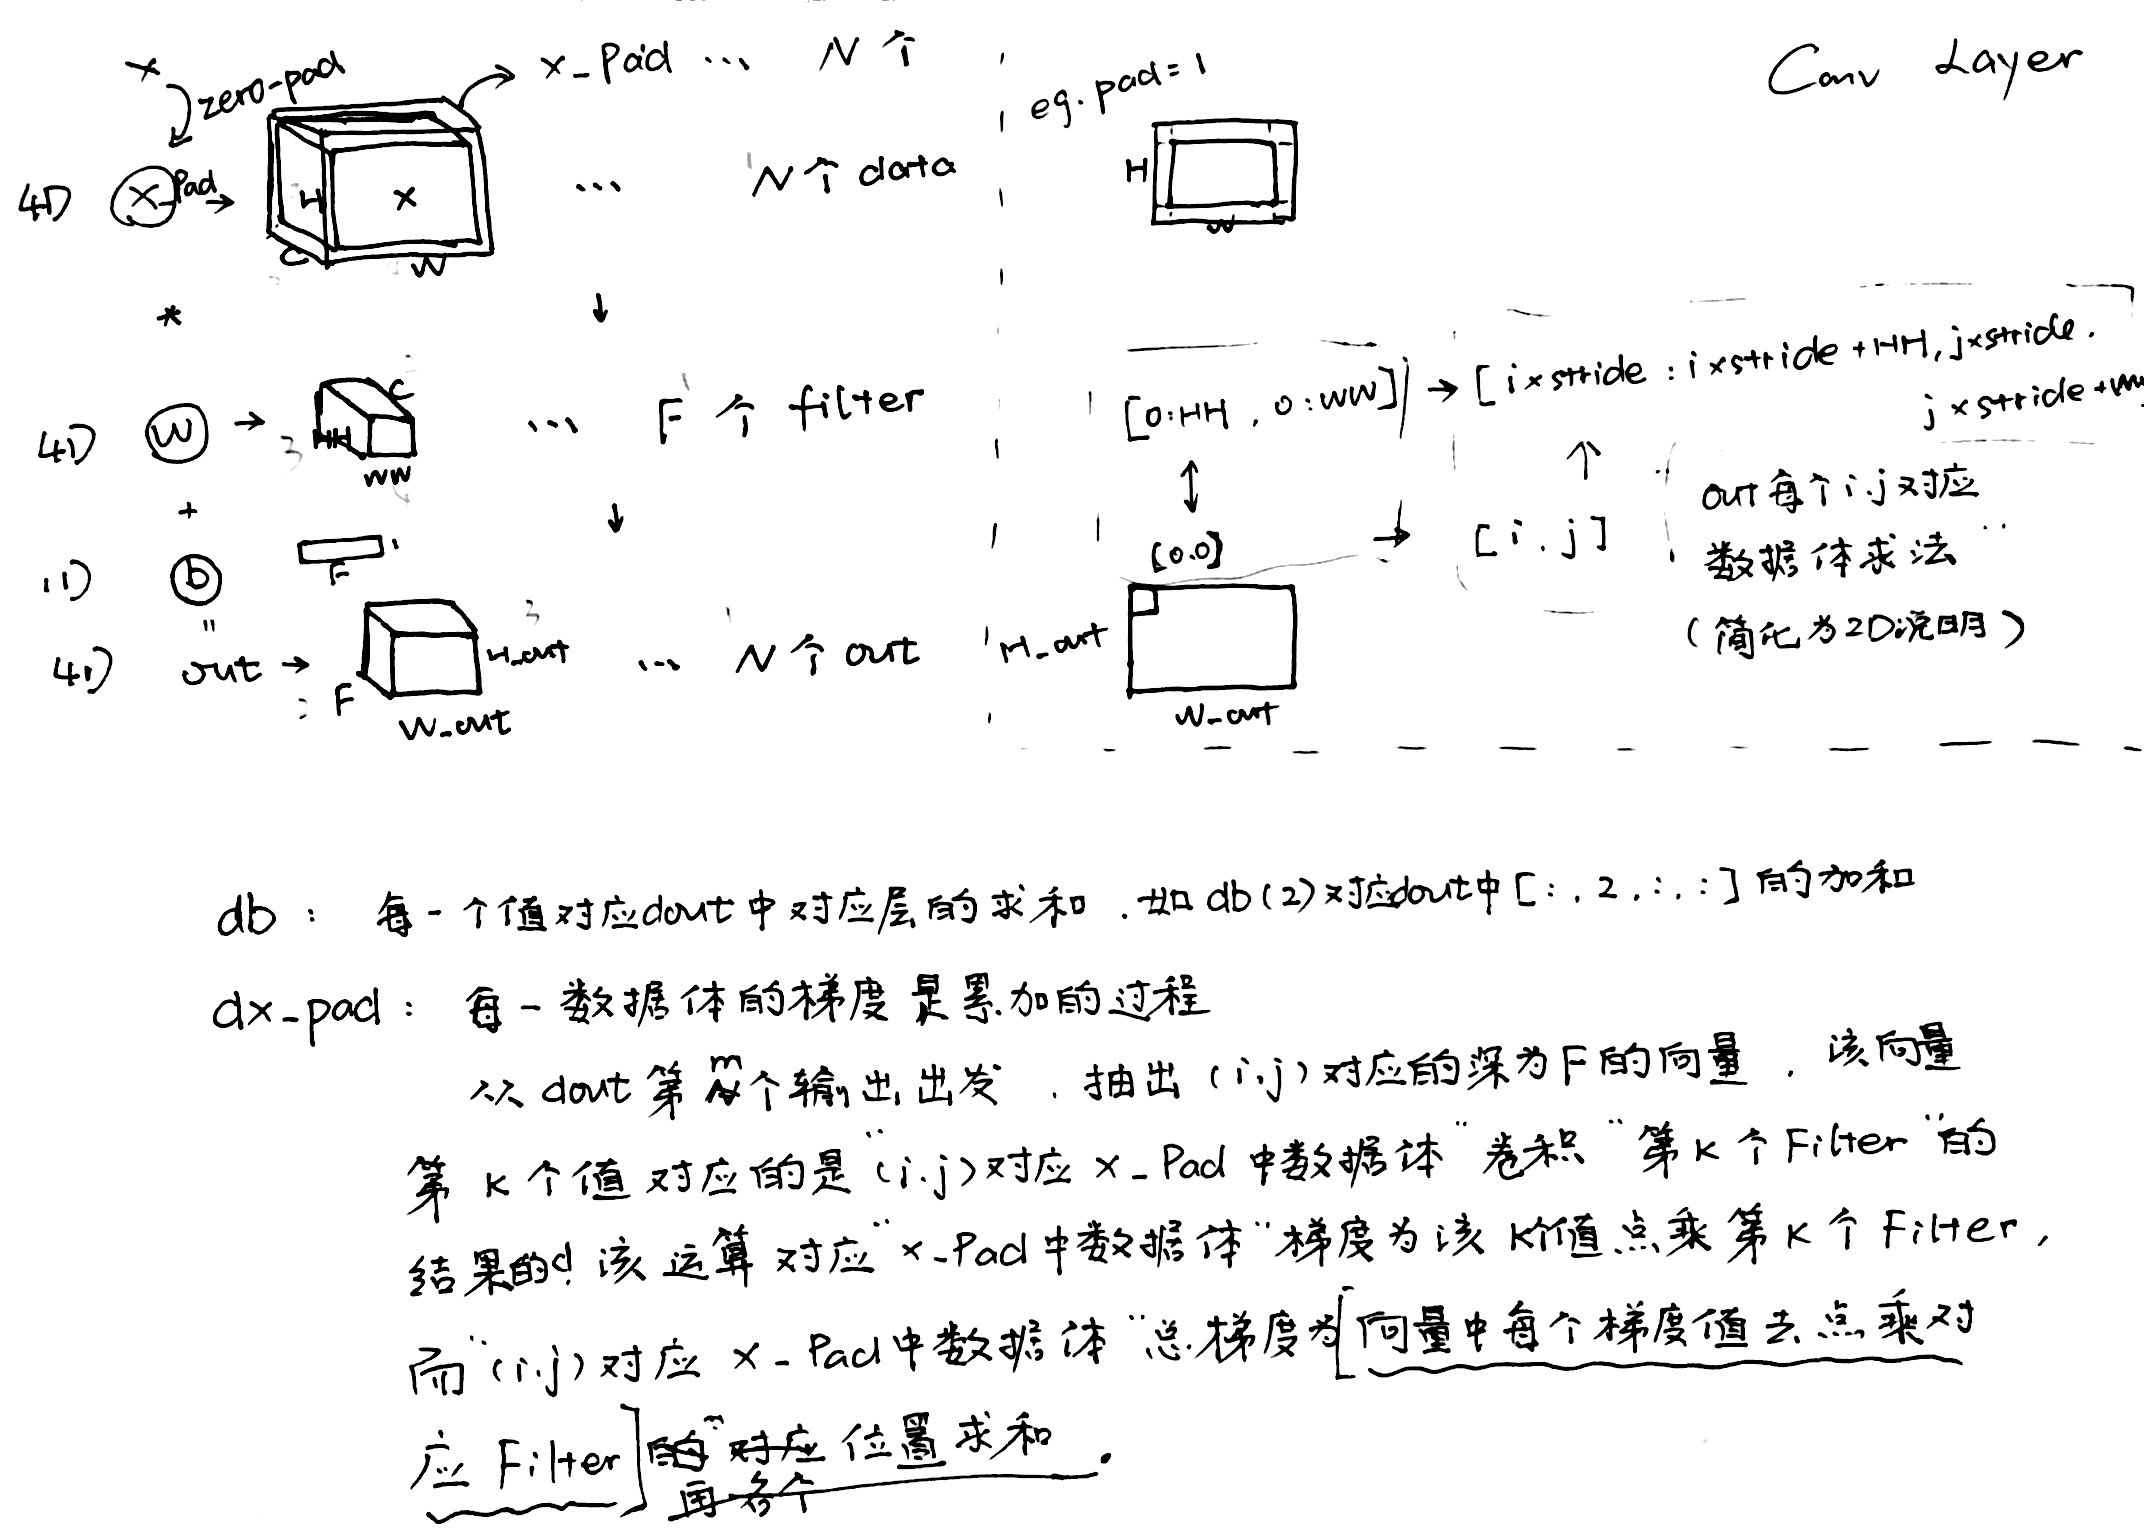 Conv Layer
x
zero-pad
x_Pad … N 个
eg. pad=1
4D X_Pad → H X C W … N 个 data
H
W
*
4D W → C HH WW … F 个 filter
[0:HH , 0:WW] → [i×stride : i×stride+HH, j×stride.
j×stride+WW
+
1D b F 1
[0.0] → [i.j]
out每个i.j对应
数据体求法
(简化为2D说明)
"
4D out → F H_out W_out … N 个 out
H_out
W_out
db : 每一个值对应dout中对应层的求和 . 如 db(2)对应dout中[:,2,:,:]的加和
dx_pad : 每一数据体的梯度是累加的过程
从dout第m个输出出发 . 抽出(i.j)对应的深为F的向量 . 该向量
第K个值对应的是"(i.j)对应x_Pad中数据体"卷积"第K个Filter"的
结果的d! 该运算对应"x_Pad中数据体"梯度为该K个值点乘第K个Filter,
而"(i.j)对应x_Pad中数据体"总梯度为[向量中每个梯度值去点乘对
应Filter]的对应位置求和.
再各个